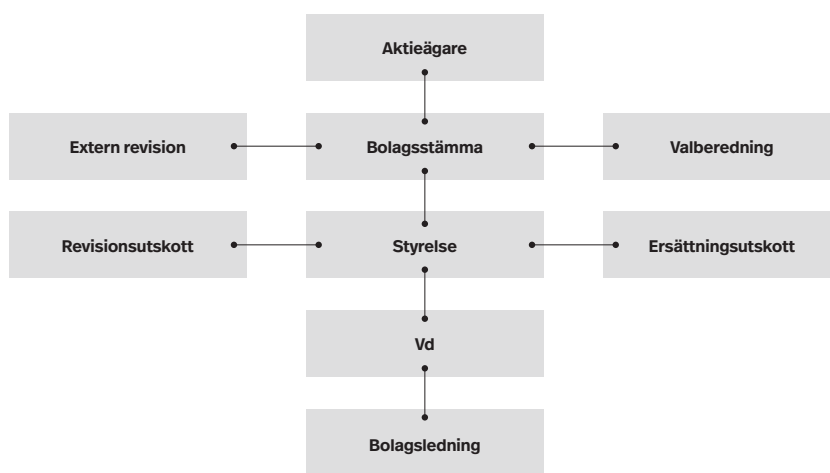 Aktieägare
Extern revision
Bolagsstämma
Valberedning
Revisionsutskott
Styrelse
Ersättningsutskott
Vd
Bolagsledning